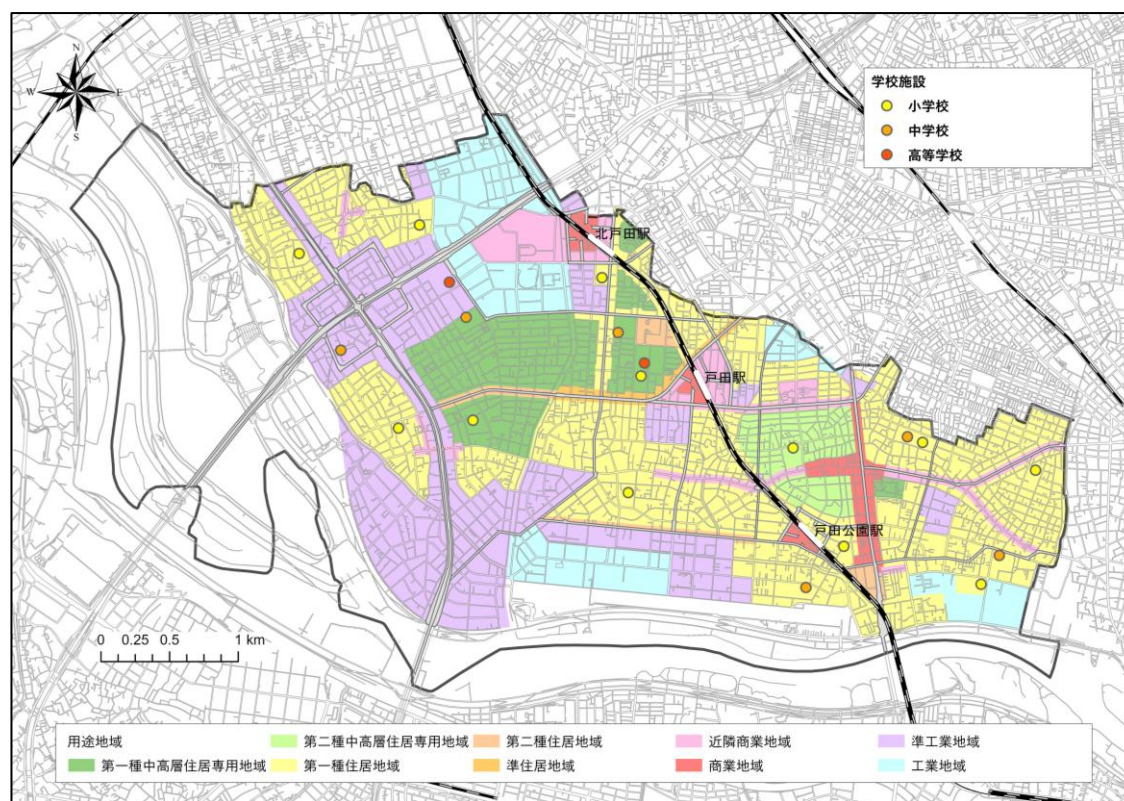 N
W
E
S
学校施設
小学校
中学校
高等学校
北戸田駅
戸田駅
戸田公園駅
0 0.25 0.5 1 km
用途地域
第二種中高層住居専用地域
第二種住居地域
近隣商業地域
準工業地域
第一種中高層住居専用地域
第一種住居地域
準住居地域
商業地域
工業地域